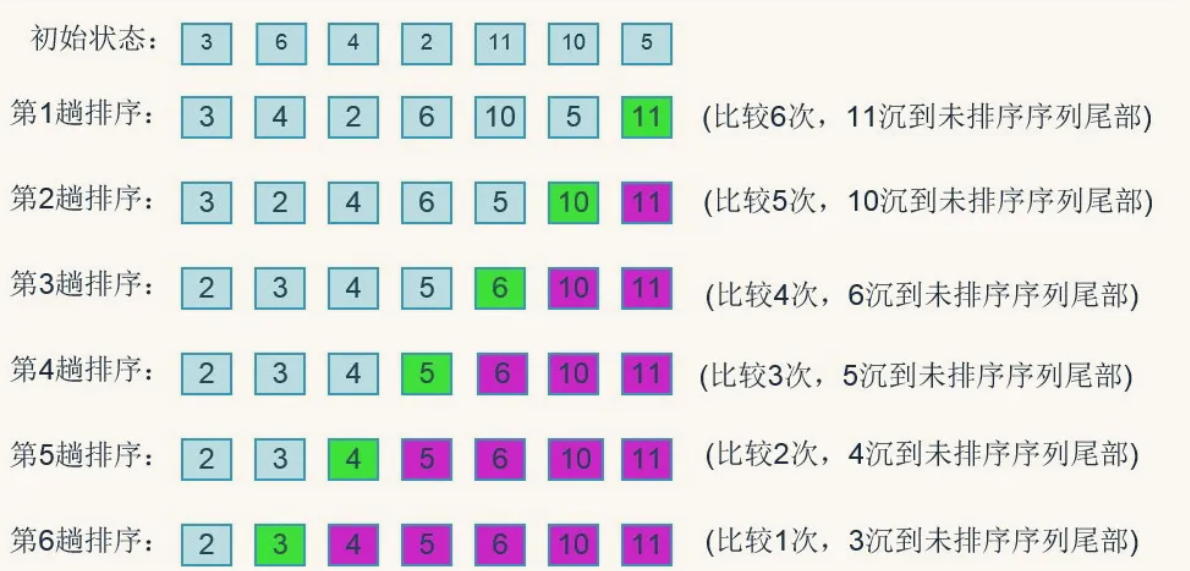 初始状态： 3 6 4 2 11 10 5
第1趟排序： 3 4 2 6 10 5 11 (比较6次，11沉到未排序序列尾部)
第2趟排序： 3 2 4 6 5 10 11 (比较5次，10沉到未排序序列尾部)
第3趟排序： 2 3 4 5 6 10 11 (比较4次，6沉到未排序序列尾部)
第4趟排序： 2 3 4 5 6 10 11 (比较3次，5沉到未排序序列尾部)
第5趟排序： 2 3 4 5 6 10 11 (比较2次，4沉到未排序序列尾部)
第6趟排序： 2 3 4 5 6 10 11 (比较1次，3沉到未排序序列尾部)